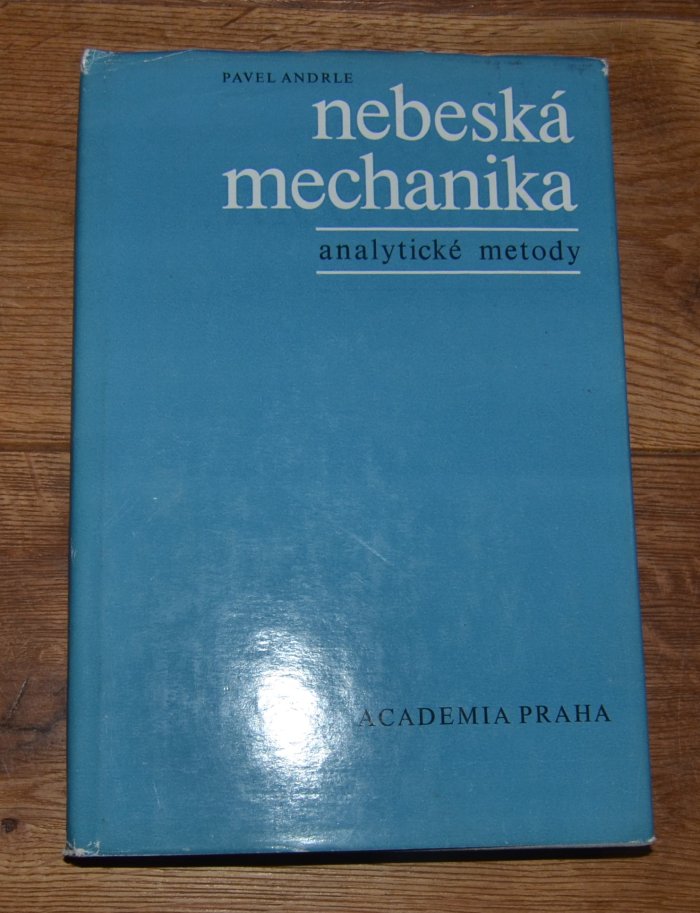 PAVEL ANDRLE
nebeská
mechanika
analytické metody
ACADEMIA PRAHA